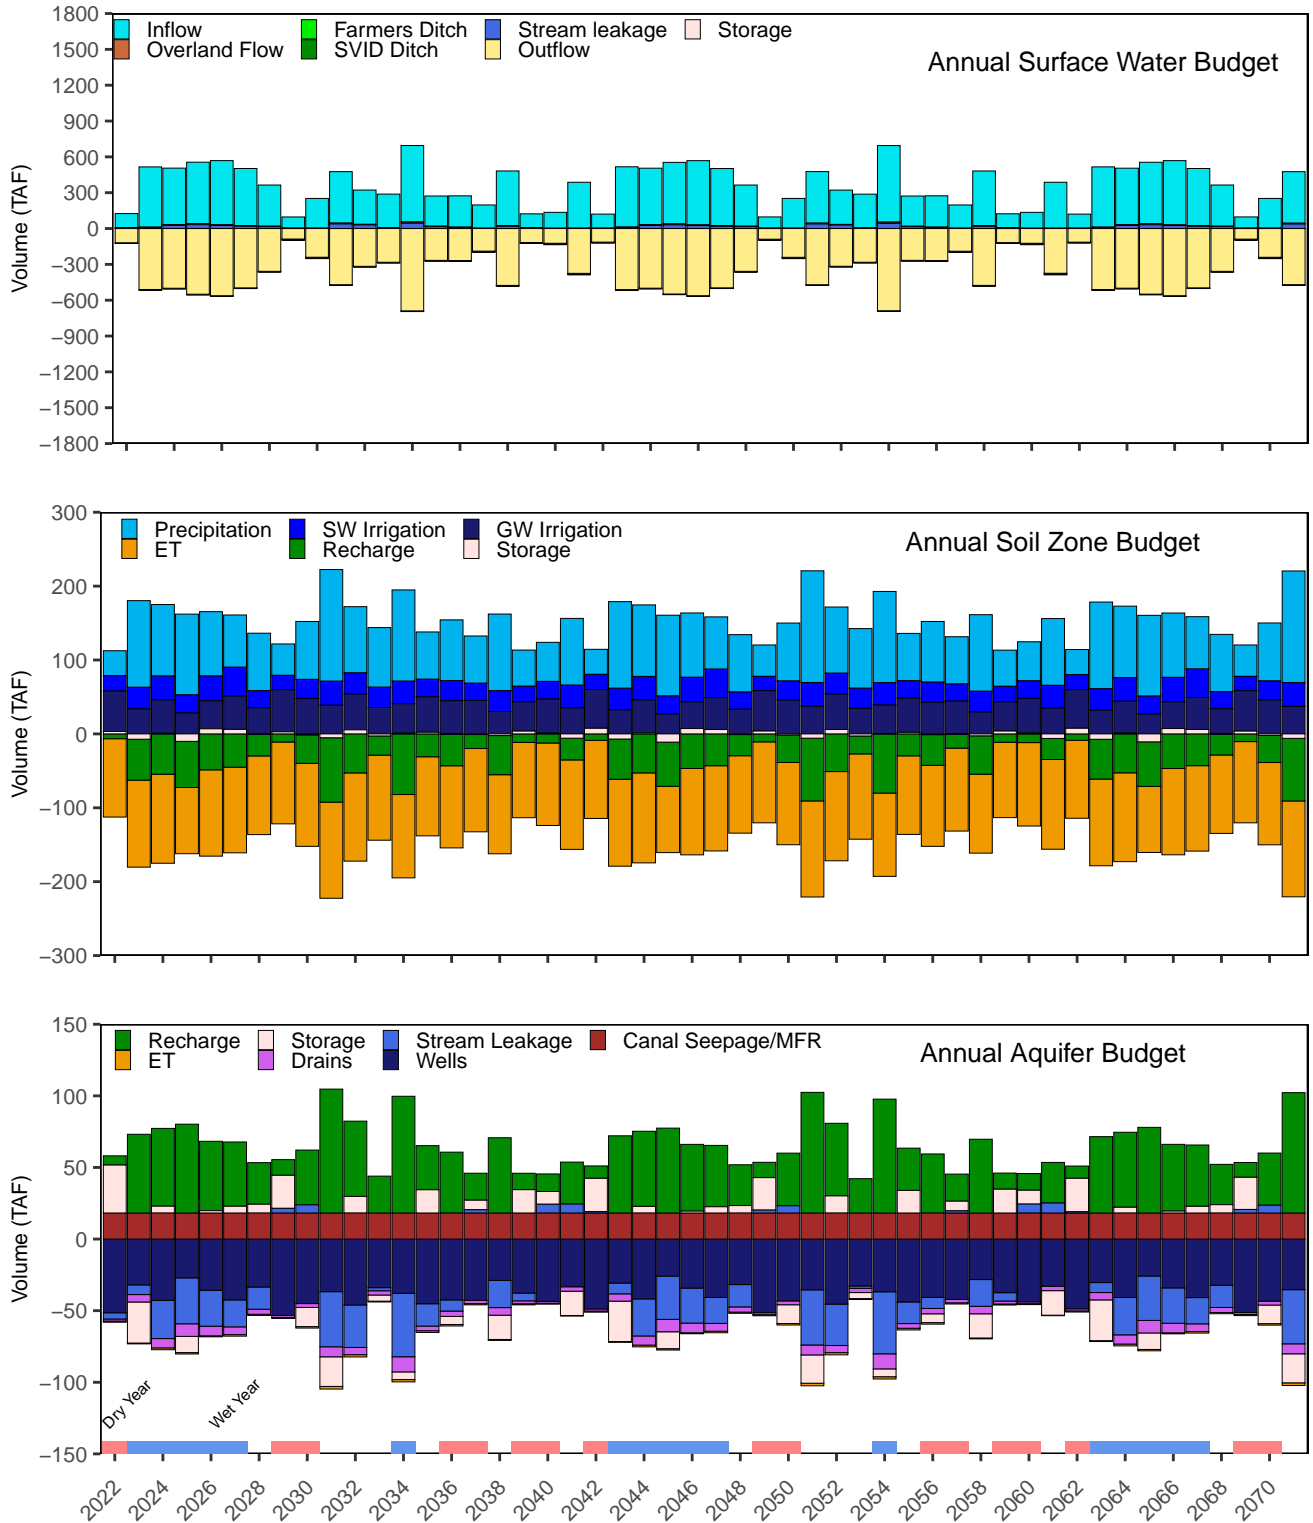 Annual Surface Water Budget
Inflow Farmers Ditch Stream leakage Storage
Overland Flow SVID Ditch Outflow
Volume (TAF)
1800
1500
1200
900
600
300
0
−300
−600
−900
−1200
−1500
−1800
Annual Soil Zone Budget
Precipitation SW Irrigation GW Irrigation
ET Recharge Storage
Volume (TAF)
300
200
100
0
−100
−200
−300
Annual Aquifer Budget
Recharge Storage Stream Leakage Canal Seepage/MFR
ET Drains Wells
Volume (TAF)
150
100
50
0
−50
−100
−150
Dry Year
Wet Year
2022 2024 2026 2028 2030 2032 2034 2036 2038 2040 2042 2044 2046 2048 2050 2052 2054 2056 2058 2060 2062 2064 2066 2068 2070